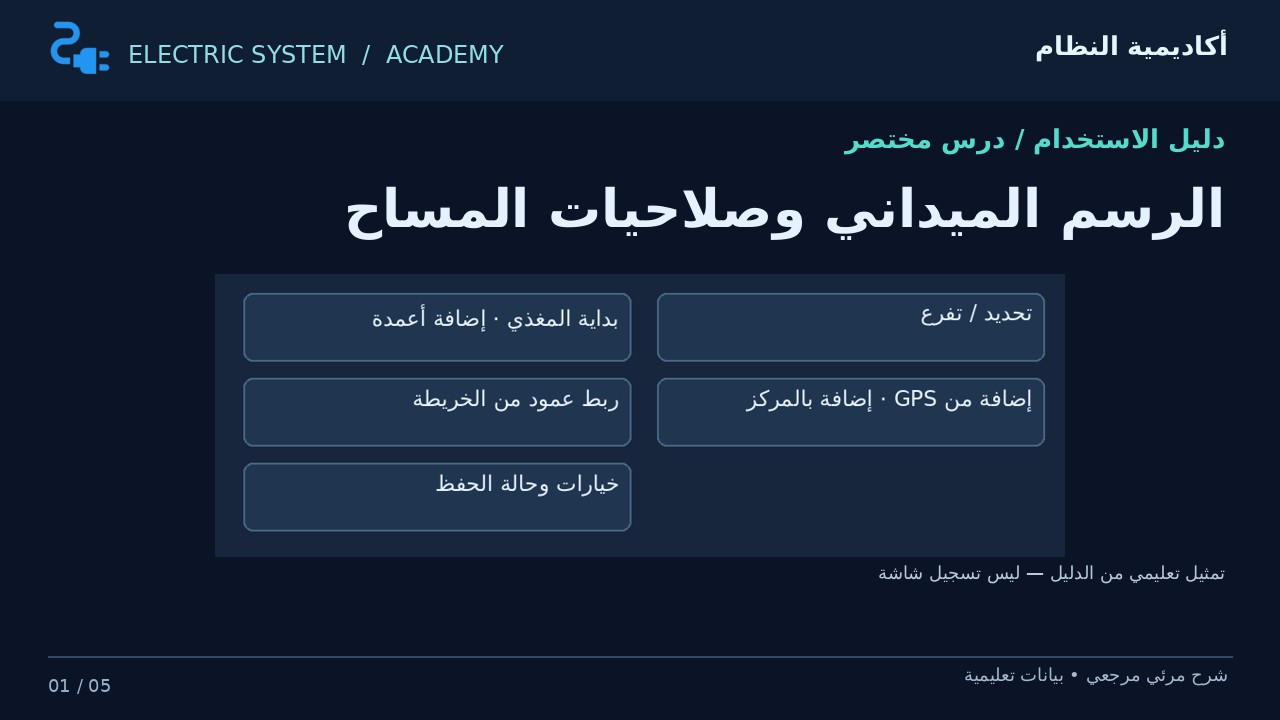 أكاديمية النظام
ELECTRIC SYSTEM / ACADEMY
دليل الاستخدام / درس مختصر
الرسم الميداني وصلاحيات المساح
تحديد / تفرع
بداية المغذي · إضافة أعمدة
إضافة من GPS · إضافة بالمركز
ربط عمود من الخريطة
خيارات وحالة الحفظ
تمثيل تعليمي من الدليل — ليس تسجيل شاشة
شرح مرئي مرجعي • بيانات تعليمية
01 / 05